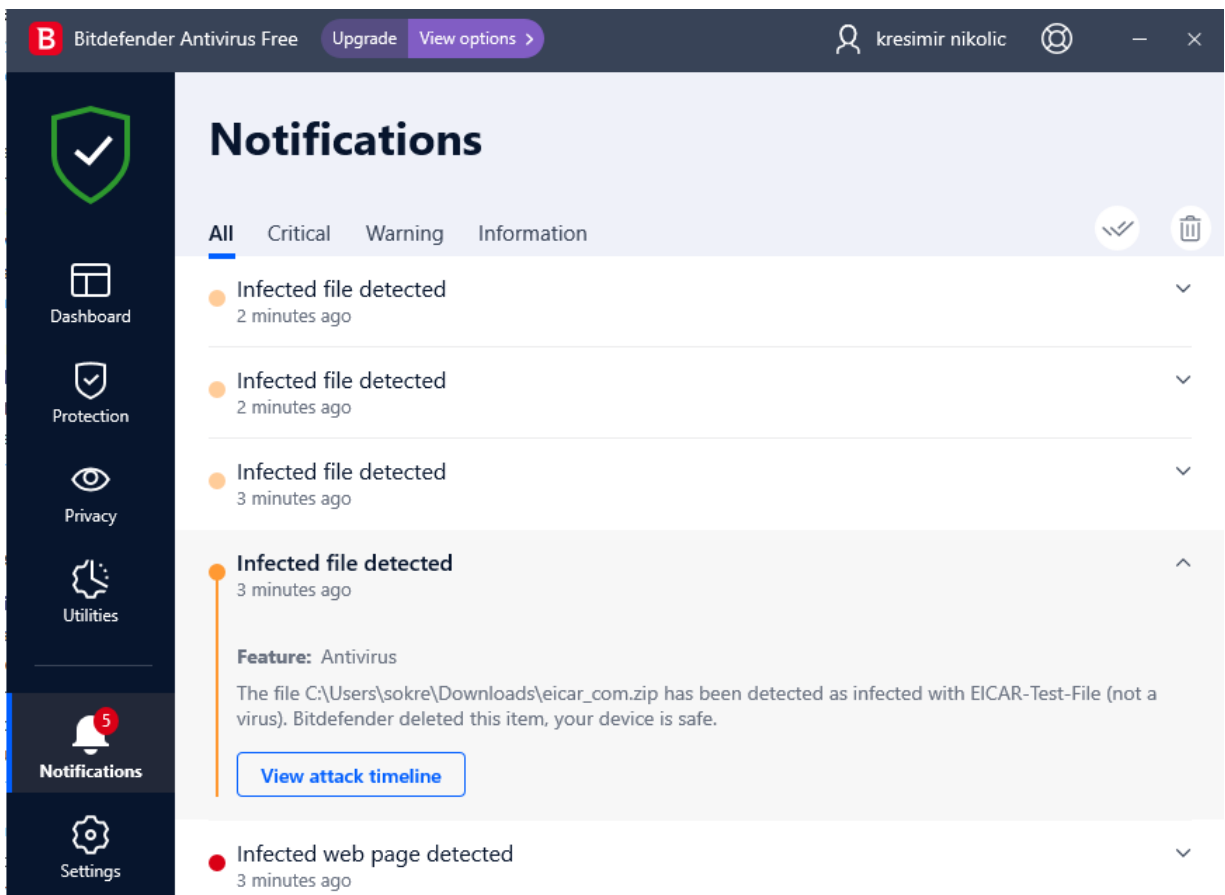 B Bitdefender Antivirus Free Upgrade View options > kresimir nikolic
Notifications
All Critical Warning Information
Dashboard
Protection
Privacy
Utilities
5
Notifications
Settings
Infected file detected
2 minutes ago
Infected file detected
2 minutes ago
Infected file detected
3 minutes ago
Infected file detected
3 minutes ago
Feature: Antivirus
The file C:\Users\sokre\Downloads\eicar_com.zip has been detected as infected with EICAR-Test-File (not a
virus). Bitdefender deleted this item, your device is safe.
View attack timeline
Infected web page detected
3 minutes ago